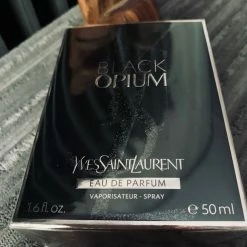 BLACK
OPIUM
YVESSAINTLAURENT
EAU DE PARFUM
VAPORISATEUR - SPRAY
1.6 fl.oz. e 50 ml